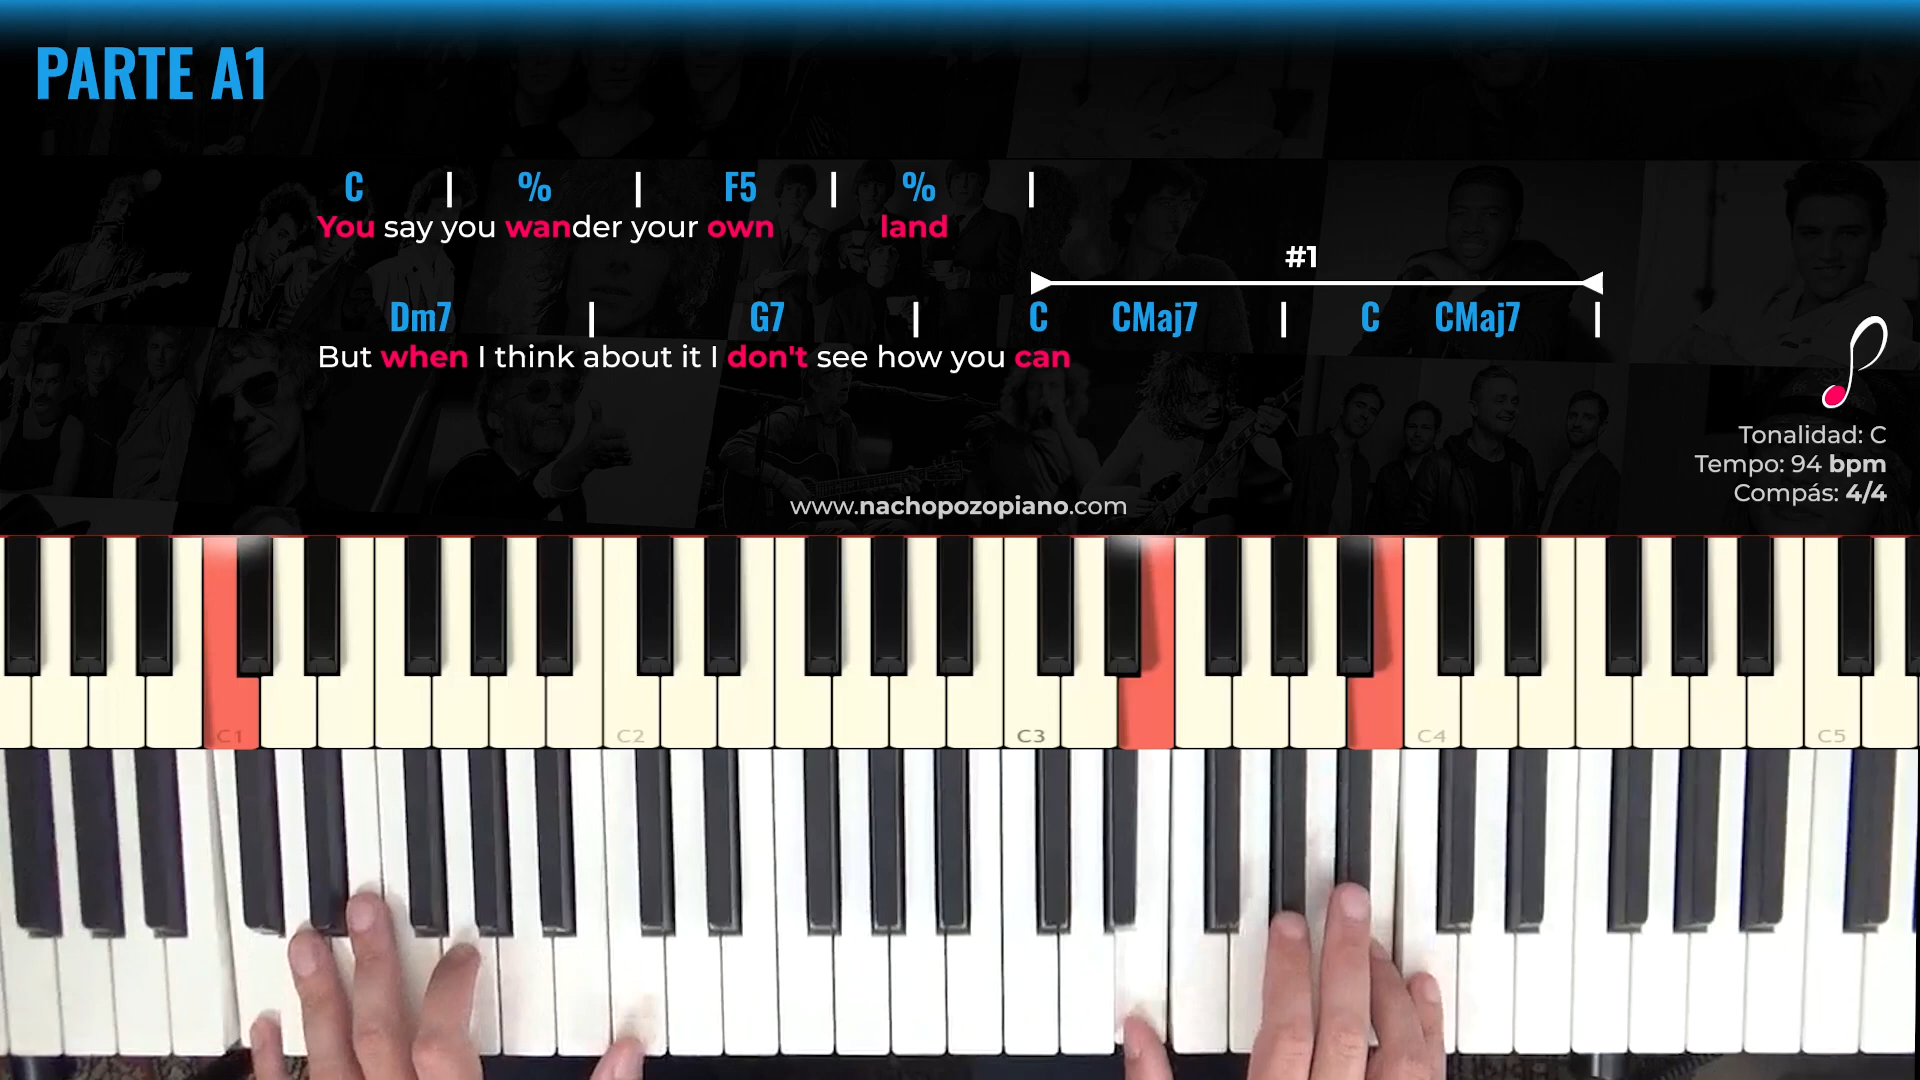 PARTE A1
C | % | F5 | % |
You say you wander your own land
#1
Dm7 | G7 | C CMaj7 | C CMaj7 |
But when I think about it I don't see how you can
Tonalidad: C
Tempo: 94 bpm
Compás: 4/4
www.nachopozopiano.com
C1 C2 C3 C4 C5